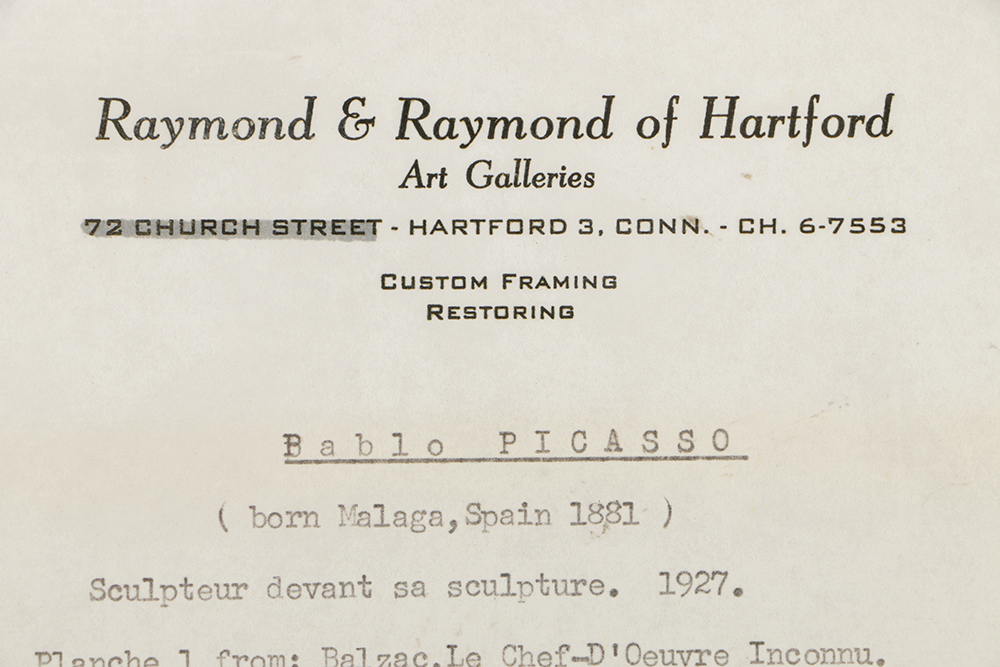 Raymond & Raymond of Hartford
Art Galleries
72 CHURCH STREET - HARTFORD 3, CONN. - CH. 6-7553
CUSTOM FRAMING
RESTORING
Bablo PICASSO
( born Malaga,Spain 1881 )
Sculpteur devant sa sculpture. 1927.
Planche 1 from: Balzac.Le Chef-D'Oeuvre Inconnu.